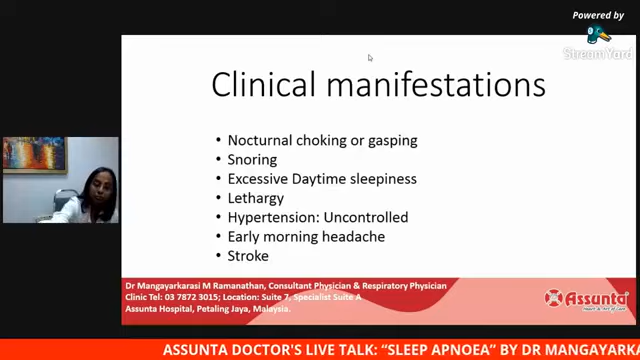 Powered by
StreamYard
Clinical manifestations
• Nocturnal choking or gasping
• Snoring
• Excessive Daytime sleepiness
• Lethargy
• Hypertension: Uncontrolled
• Early morning headache
• Stroke
Dr Mangayarkarasi M Ramanathan, Consultant Physician & Respiratory Physician
Clinic Tel: 03 7872 3015; Location: Suite 7, Specialist Suite A
Assunta Hospital, Petaling Jaya, Malaysia.
Assunta
ASSUNTA DOCTOR'S LIVE TALK: “SLEEP APNOEA” BY DR MANGAYARKA